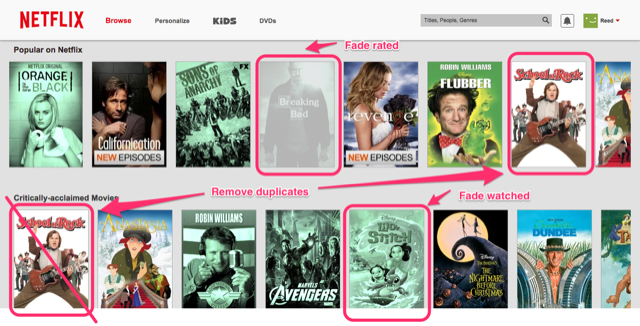 NETFLIX
Browse
Personalize
KIDS
DVDs
Titles, People, Genres
Reed
Popular on Netflix
Fade rated
NETFLIX ORIGINAL
ORANGE
is the new
BLACK
Californication
NEW EPISODES
SONS OF
ANARCHY
FX
Breaking
Bad
revenge
NEW EPISODES
ROBIN WILLIAMS
Disney
FLUBBER
School of Rock
Remove duplicates
Fade watched
Critically-acclaimed Movies
School of Rock
Anastasia
ROBIN WILLIAMS
MARVEL'S
AVENGERS
Disney
Lilo &
Stitch
TIM BURTON'S
THE
NIGHTMARE
BEFORE
CHRISTMAS
DUNDEE